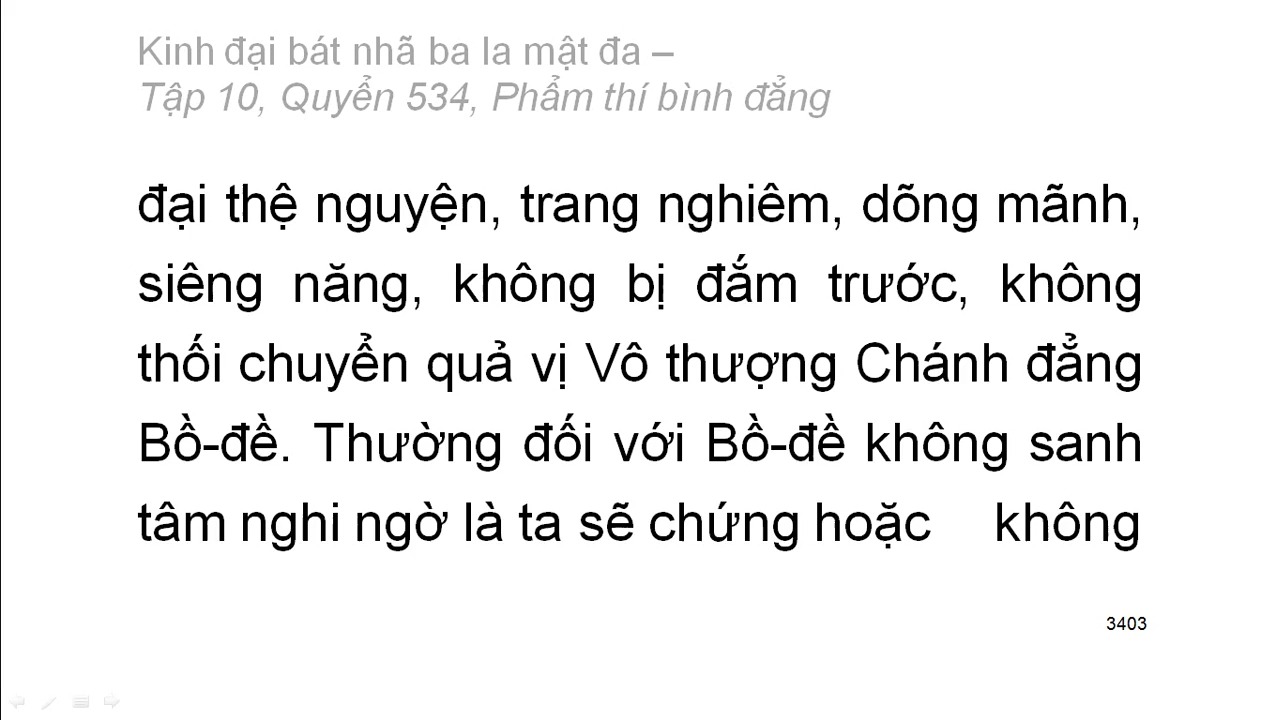 Kinh đại bát nhã ba la mật đa –
Tập 10, Quyển 534, Phẩm thí bình đẳng
đại thệ nguyện, trang nghiêm, dõng mãnh,
siêng năng, không bị đắm trước, không
thối chuyển quả vị Vô thượng Chánh đẳng
Bồ-đề. Thường đối với Bồ-đề không sanh
tâm nghi ngờ là ta sẽ chứng hoặc không
3403